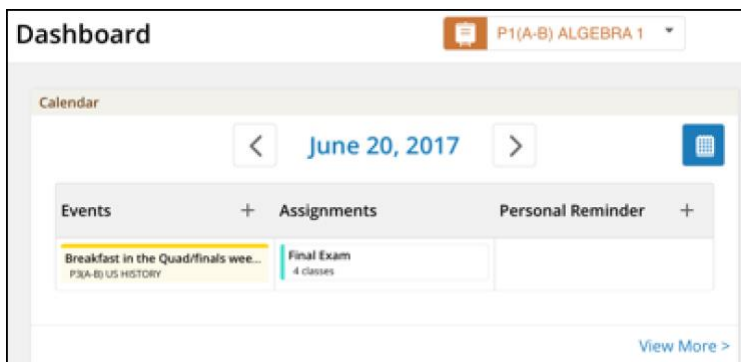 Dashboard
P1(A-B) ALGEBRA 1
Calendar
June 20, 2017
Events + Assignments Personal Reminder +
Breakfast in the Quad/finals wee... Final Exam
P3(A-B) US HISTORY 4 classes
View More >